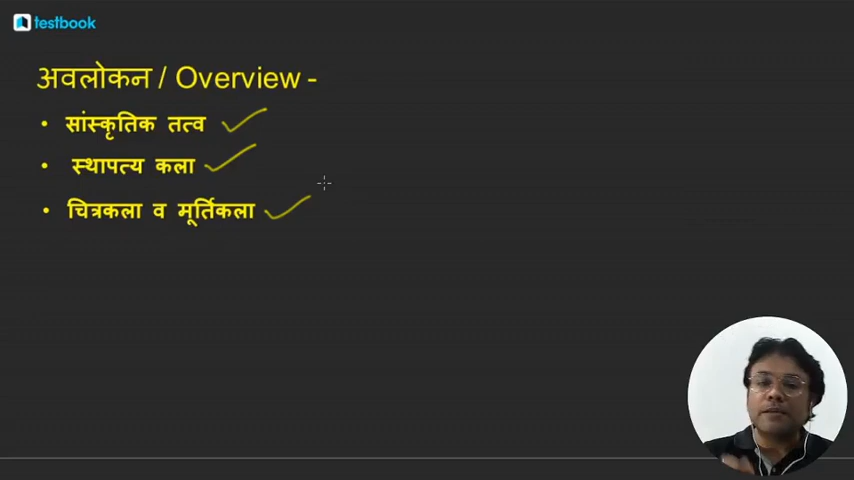 testbook
अवलोकन / Overview -
• सांस्कृतिक तत्व
• स्थापत्य कला
• चित्रकला व मूर्तिकला